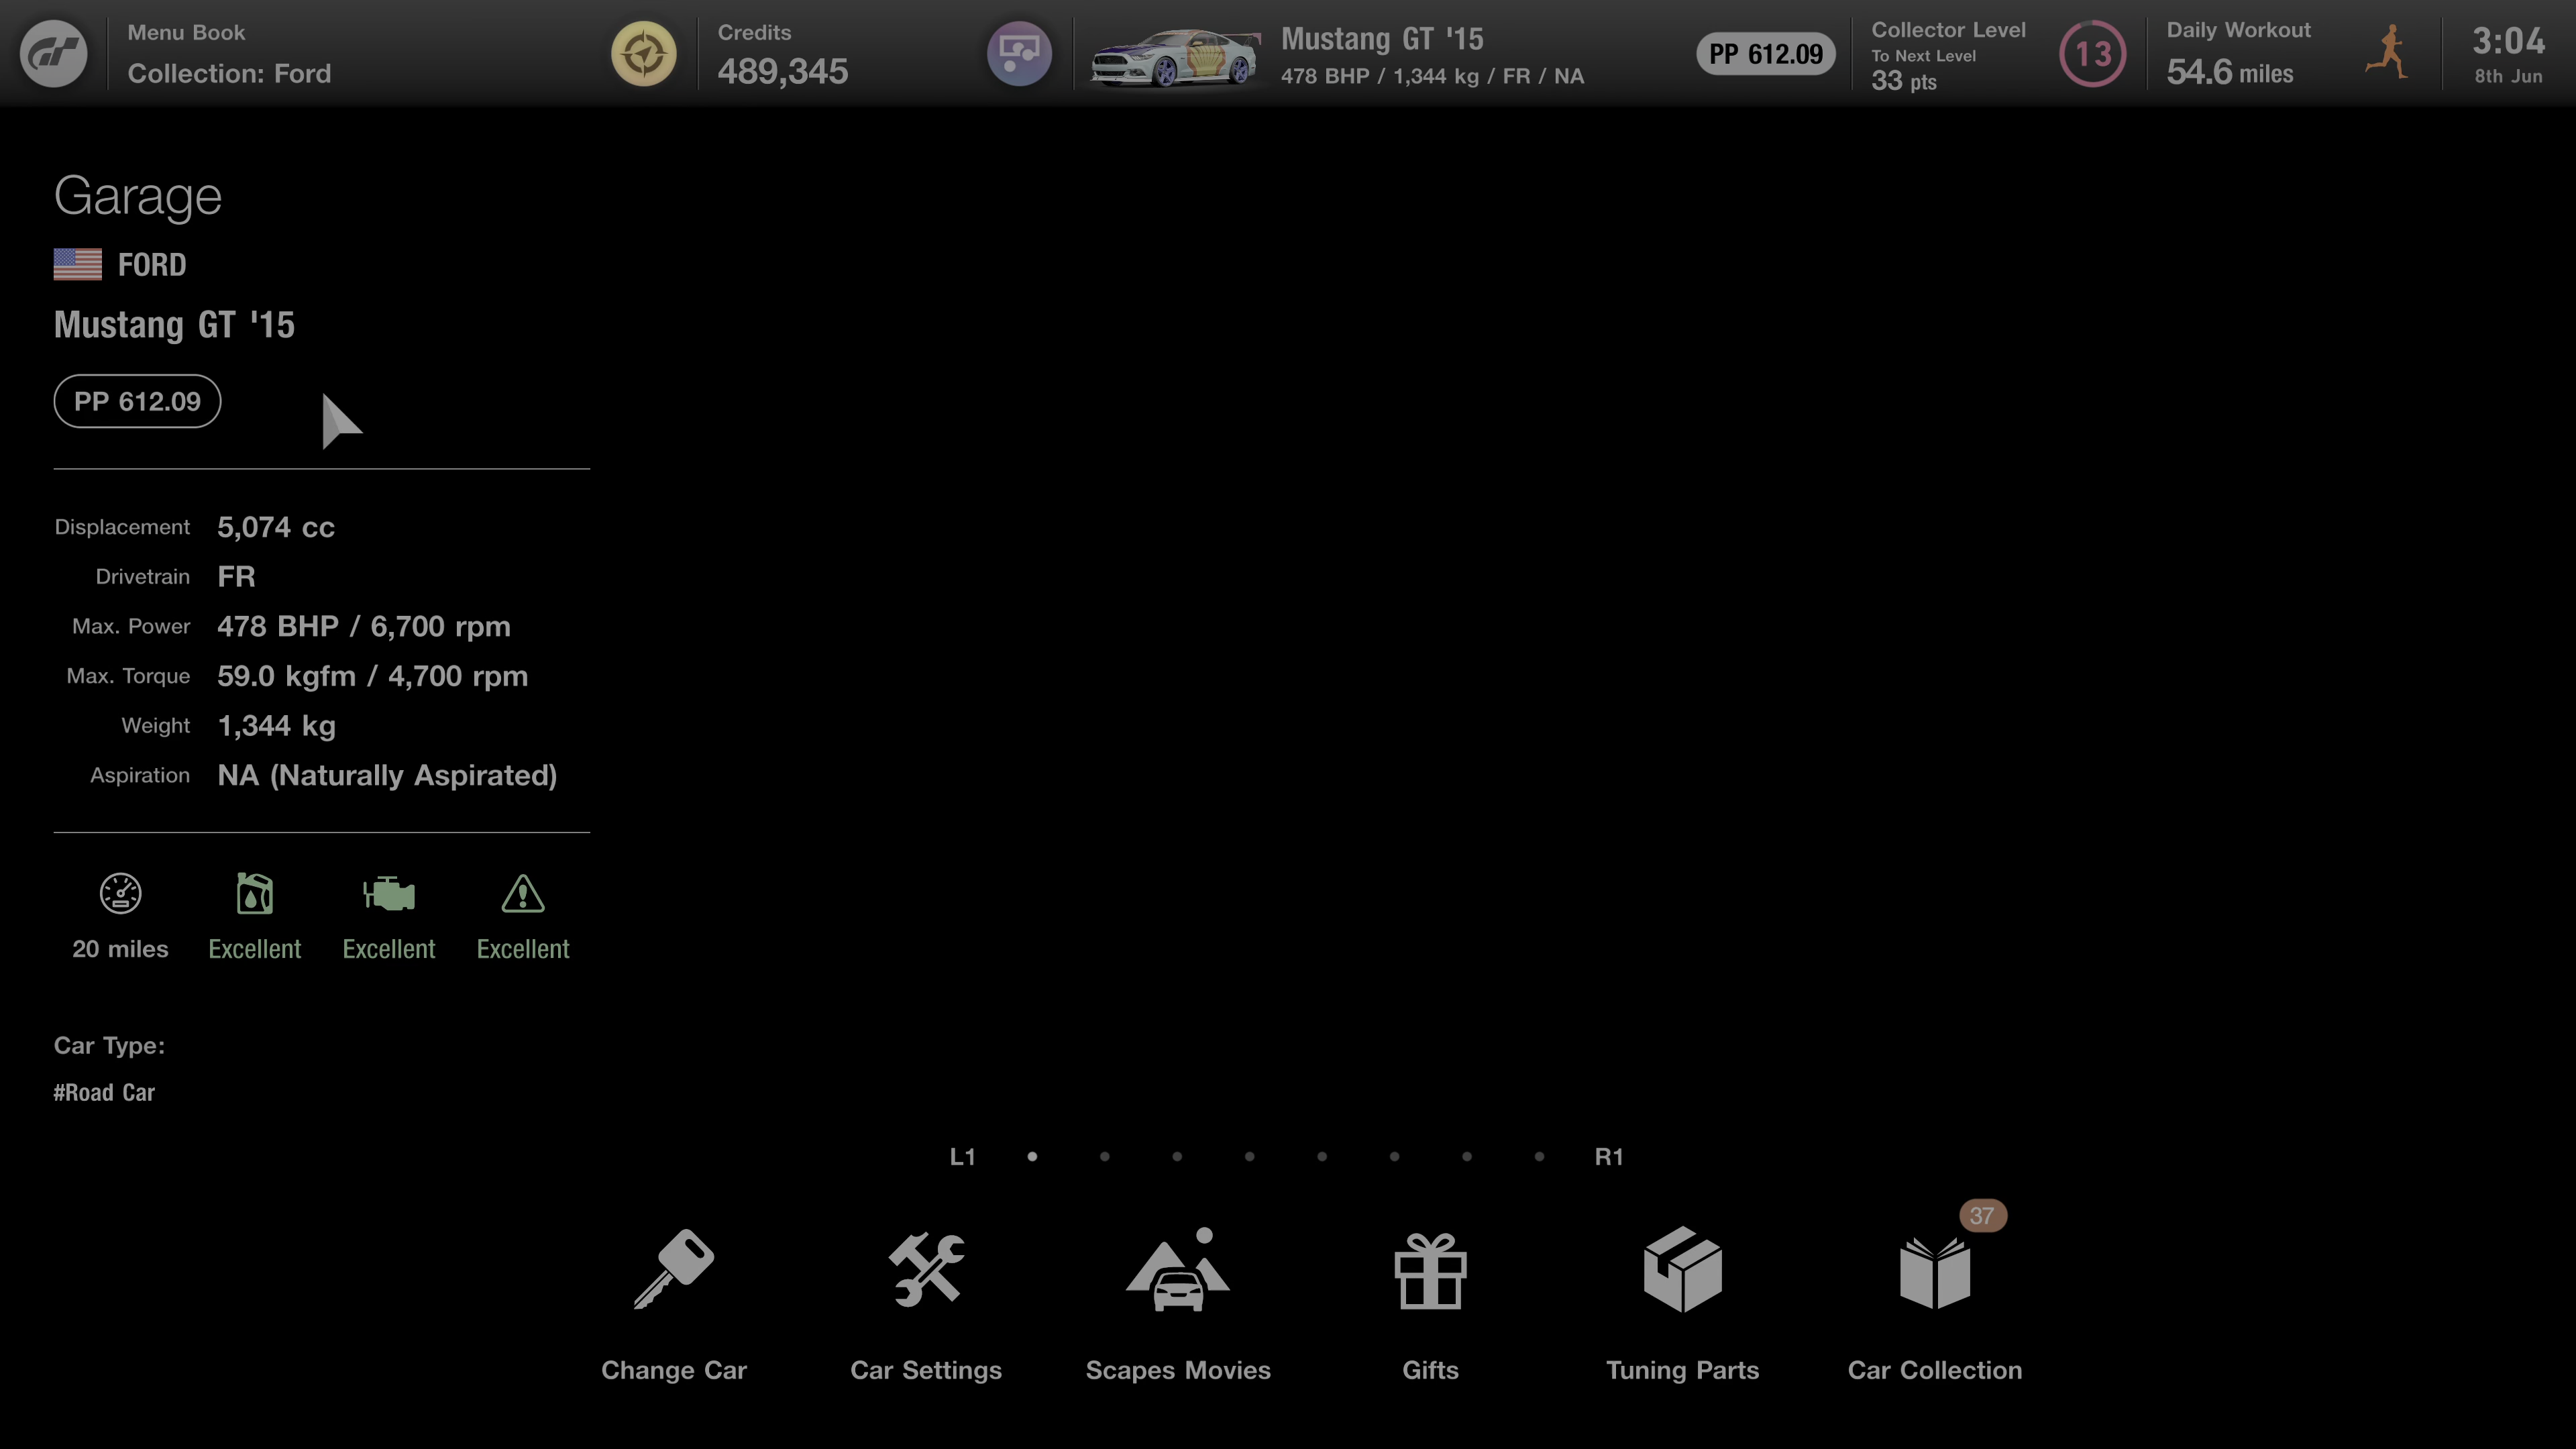 Menu Book
Collection: Ford
Credits
489,345
Mustang GT '15
478 BHP / 1,344 kg / FR / NA
PP 612.09
Collector Level
To Next Level
33 pts
13
Daily Workout
54.6 miles
3:04
8th Jun
Garage
FORD
Mustang GT '15
PP 612.09
Displacement 5,074 cc
Drivetrain FR
Max. Power 478 BHP / 6,700 rpm
Max. Torque 59.0 kgfm / 4,700 rpm
Weight 1,344 kg
Aspiration NA (Naturally Aspirated)
20 miles Excellent Excellent Excellent
Car Type:
#Road Car
L1 R1
37
Change Car Car Settings Scapes Movies Gifts Tuning Parts Car Collection